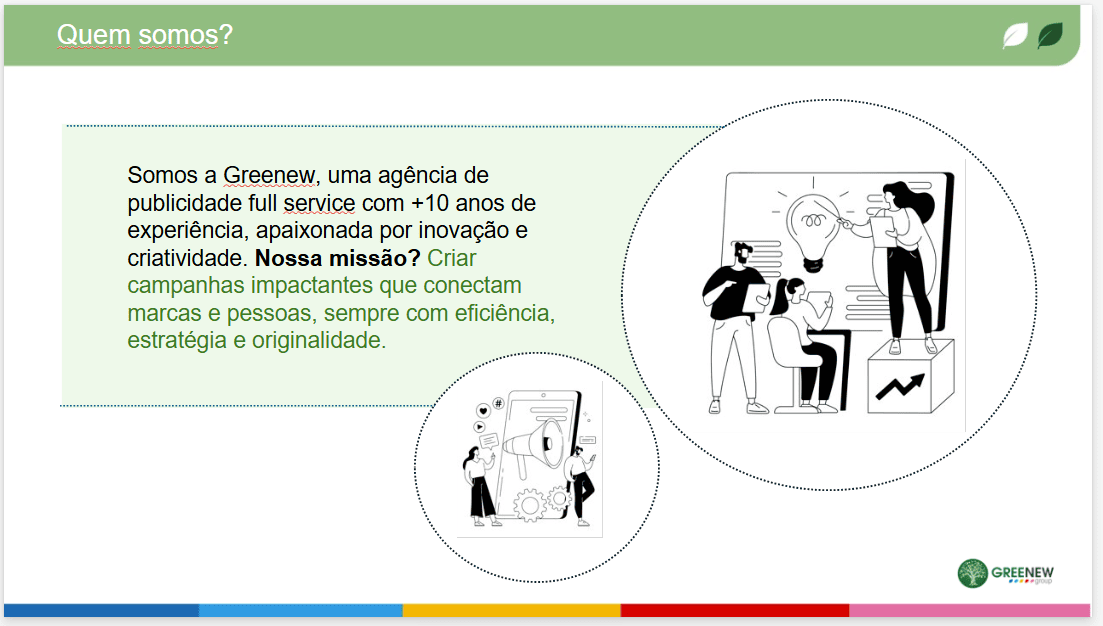 Quem somos?
Somos a Greenew, uma agência de
publicidade full service com +10 anos de
experiência, apaixonada por inovação e
criatividade. Nossa missão? Criar
campanhas impactantes que conectam
marcas e pessoas, sempre com eficiência,
estratégia e originalidade.
#
GREENEW
group